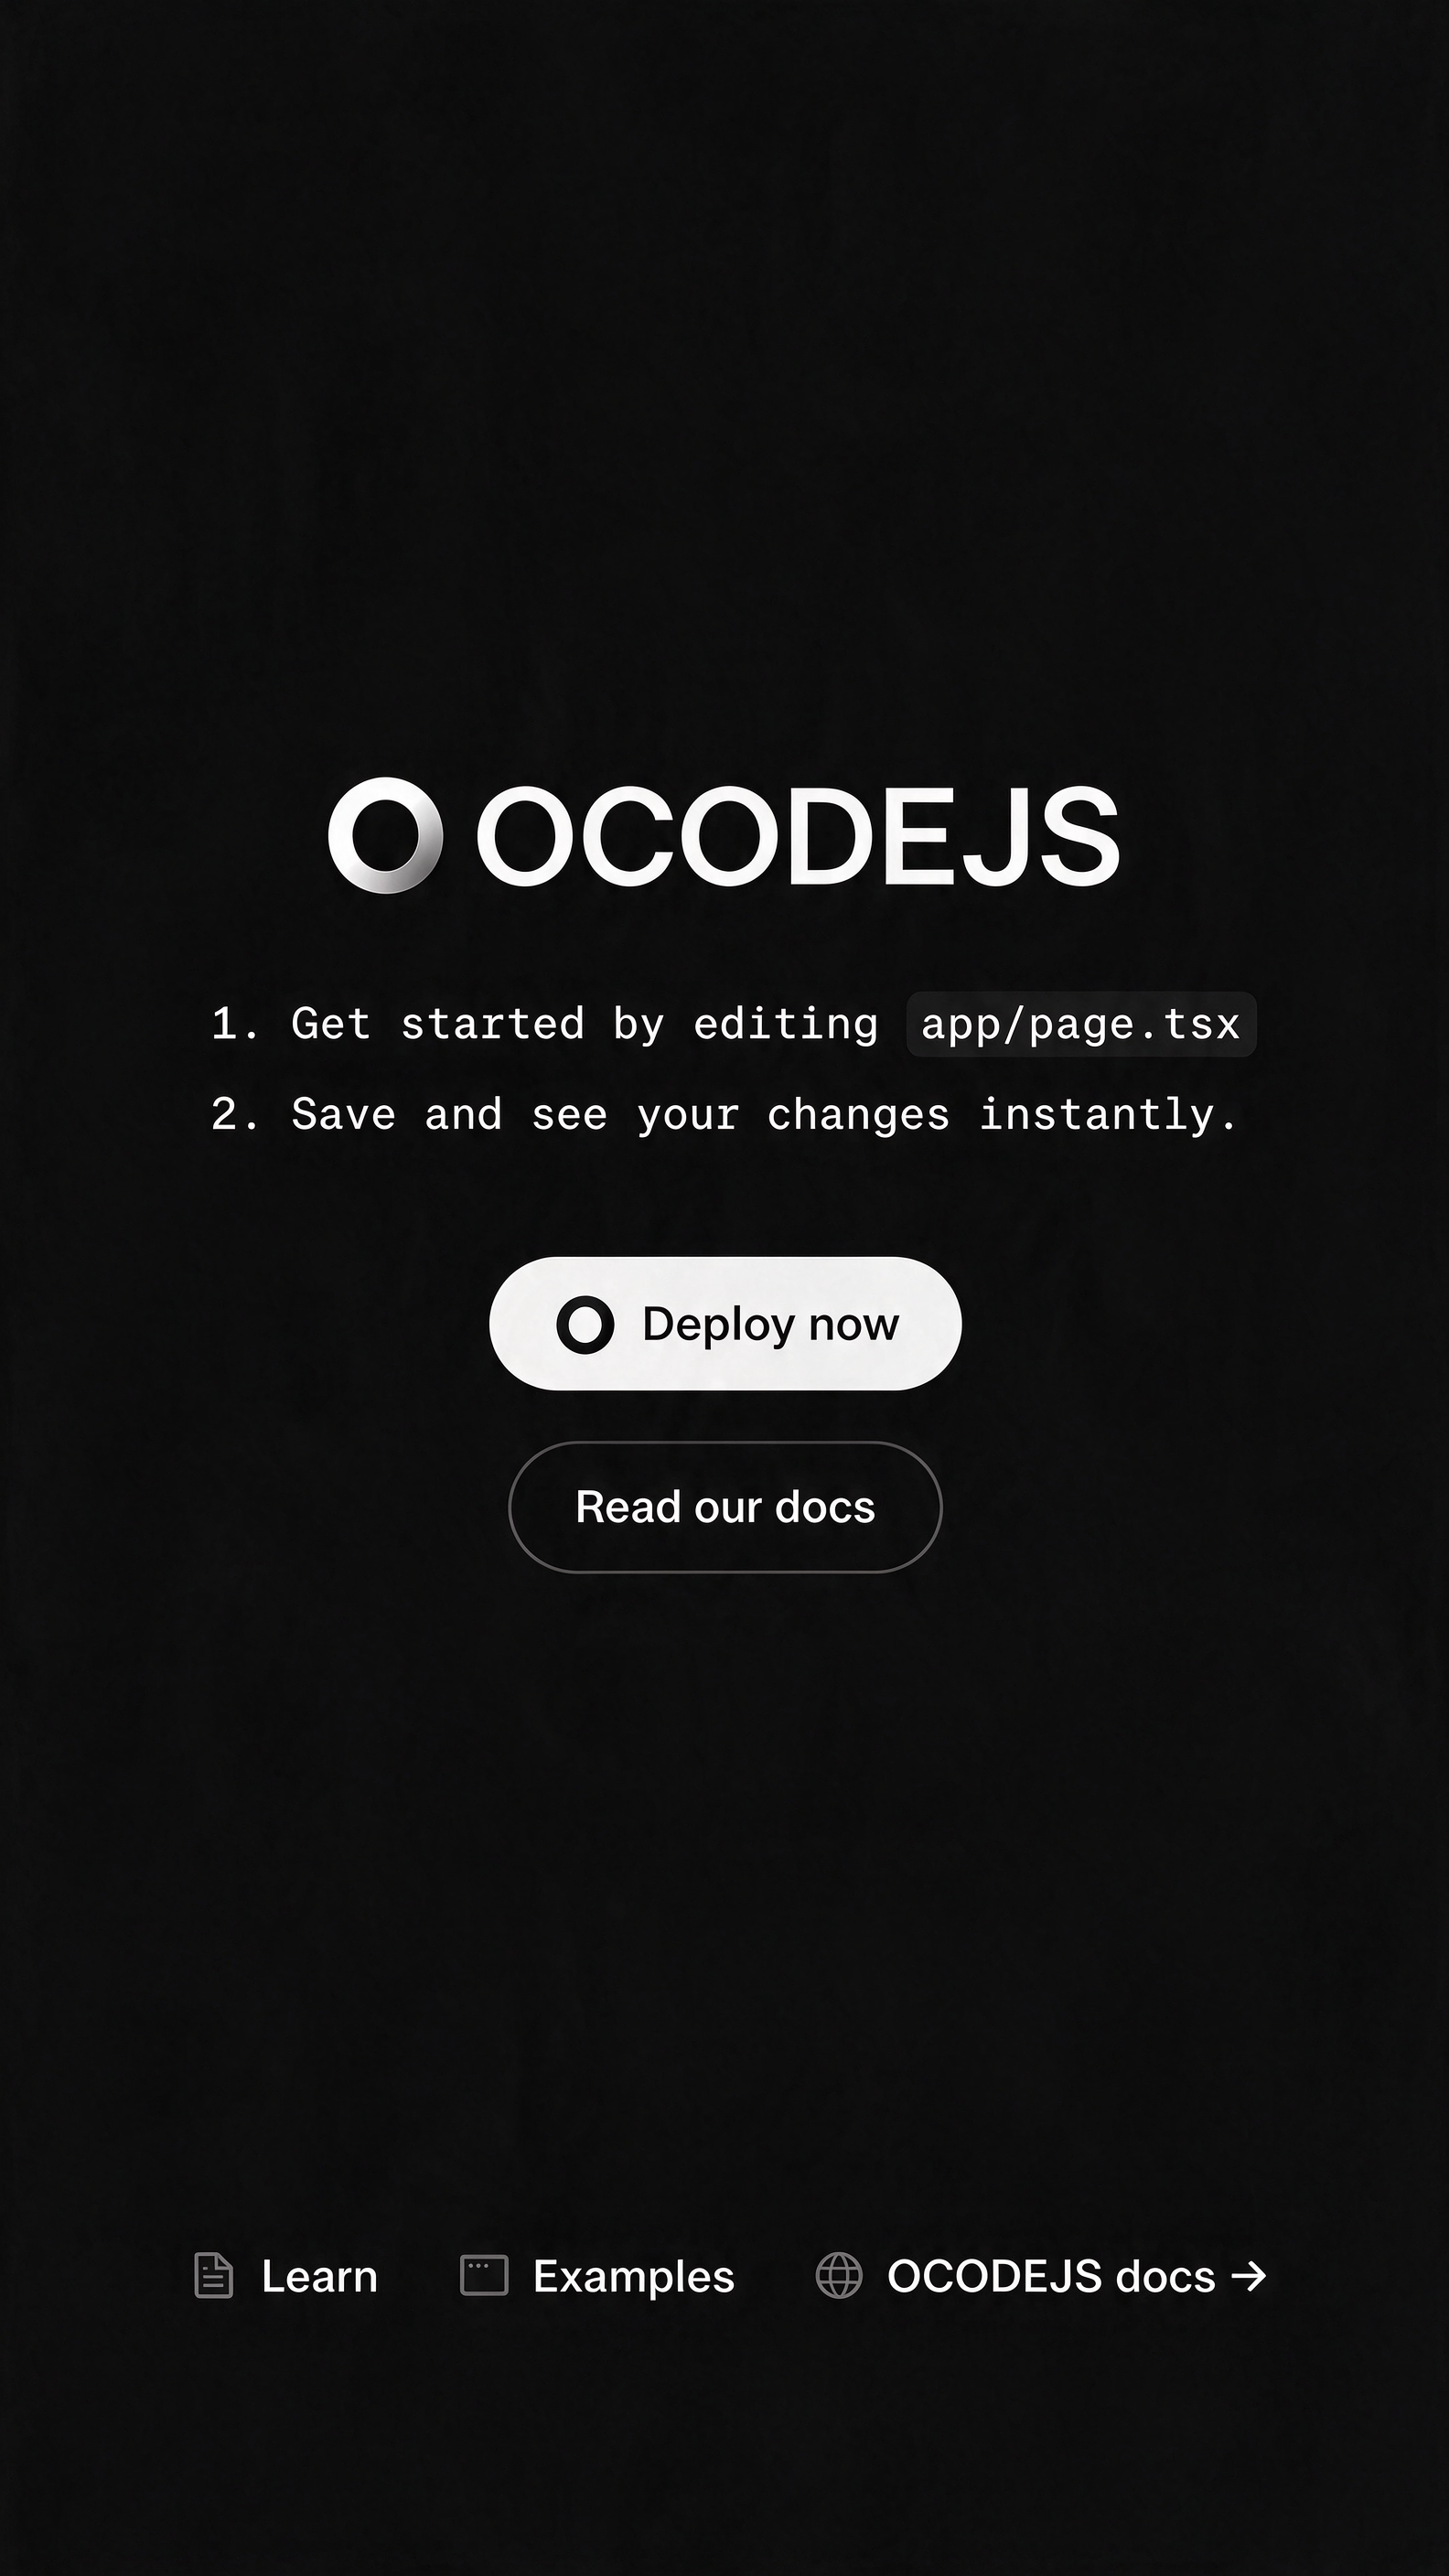 OCODEJS
1. Get started by editing app/page.tsx
2. Save and see your changes instantly.
Deploy now
Read our docs
Learn Examples OCODEJS docs →